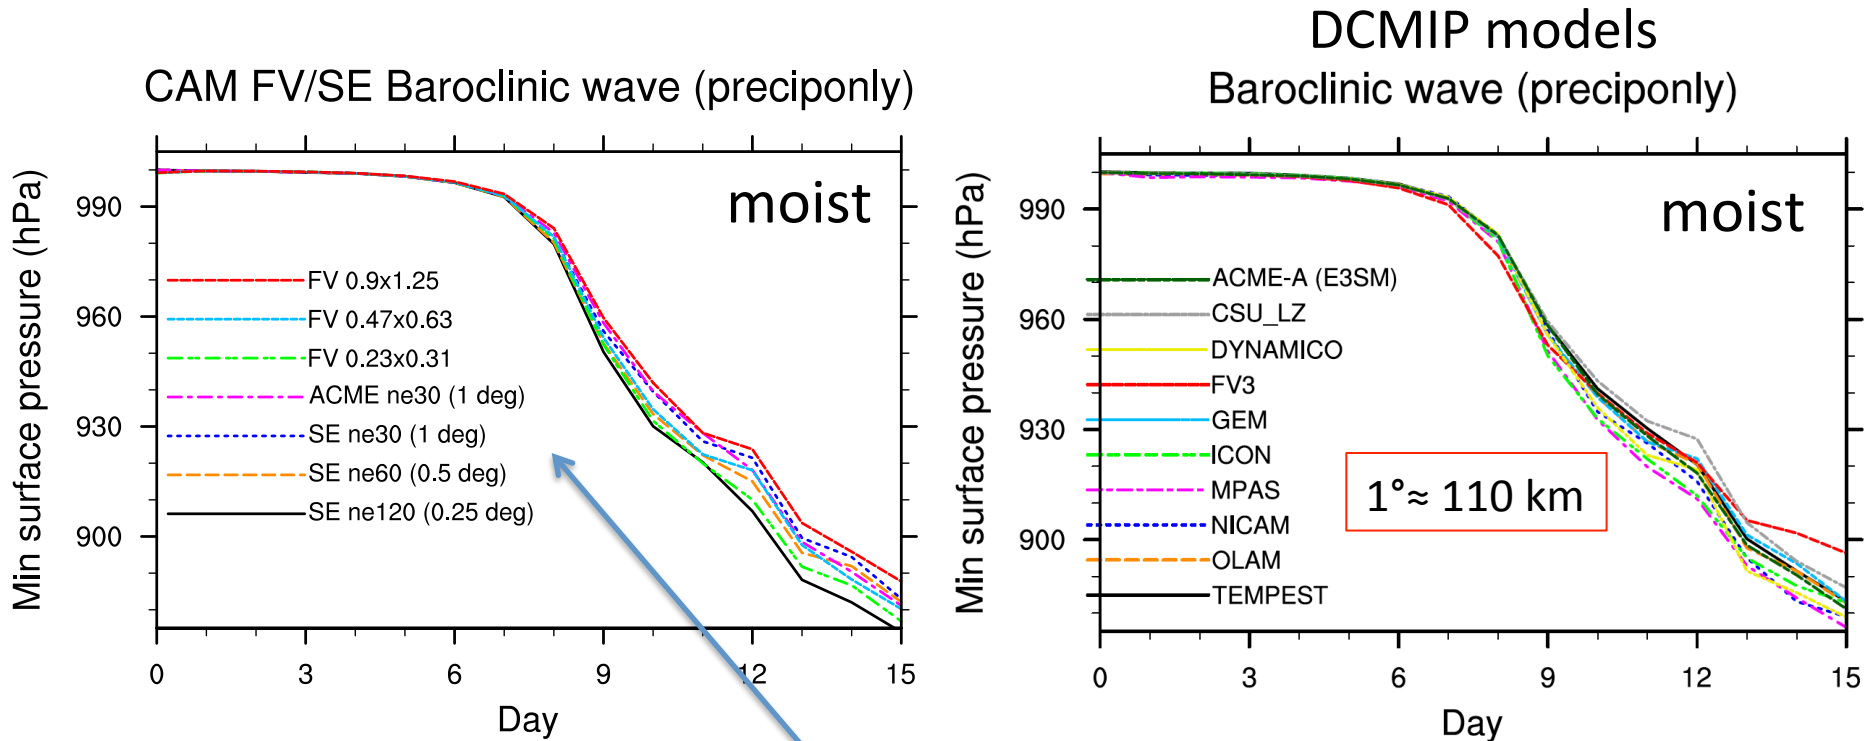 CAM FV/SE Baroclinic wave (preciponly)
moist
Min surface pressure (hPa)
990
960
930
900
FV 0.9x1.25
FV 0.47x0.63
FV 0.23x0.31
ACME ne30 (1 deg)
SE ne30 (1 deg)
SE ne60 (0.5 deg)
SE ne120 (0.25 deg)
0 3 6 9 12 15
Day
DCMIP models
Baroclinic wave (preciponly)
moist
Min surface pressure (hPa)
990
960
930
900
ACME-A (E3SM)
CSU_LZ
DYNAMICO
FV3
GEM
ICON
MPAS
NICAM
OLAM
TEMPEST
1°≈ 110 km
0 3 6 9 12 15
Day